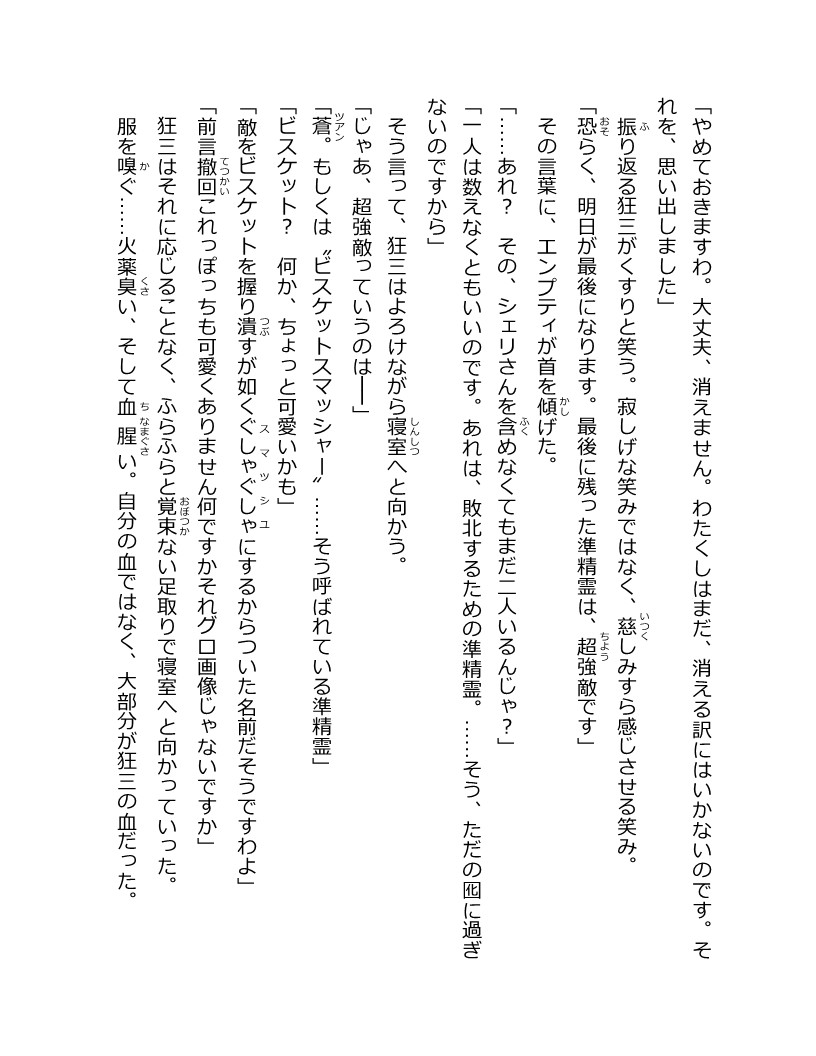 「やめておきますわ。大丈夫、消えません。わたくしはまだ、消える訳にはいかないのです。そ
れを、思い出しました」
　振り返る狂三がくすりと笑う。寂しげな笑みではなく、慈しみすら感じさせる笑み。
「恐らく、明日が最後になります。最後に残った準精霊は、超強敵です」
　その言葉に、エンプティが首を傾げた。
「……あれ？　その、シェリさんを含めなくてもまだ二人いるんじゃ？」
「一人は数えなくともいいのです。あれは、敗北するための準精霊。……そう、ただの囮に過ぎ
ないのですから」
　そう言って、狂三はよろけながら寝室へと向かう。
「じゃあ、超強敵っていうのは――」
「蒼。もしくは〝ビスケットスマッシャー〟……そう呼ばれている準精霊」
「ビスケット？　何か、ちょっと可愛いかも」
「敵をビスケットを握り潰すが如くぐしゃぐしゃにするからついた名前だそうですわよ」
「前言撤回これっぽっちも可愛くありません何ですかそれグロ画像じゃないですか」
　狂三はそれに応じることなく、ふらふらと覚束ない足取りで寝室へと向かっていった。
　服を嗅ぐ……火薬臭い、そして血腥い。自分の血ではなく、大部分が狂三の血だった。